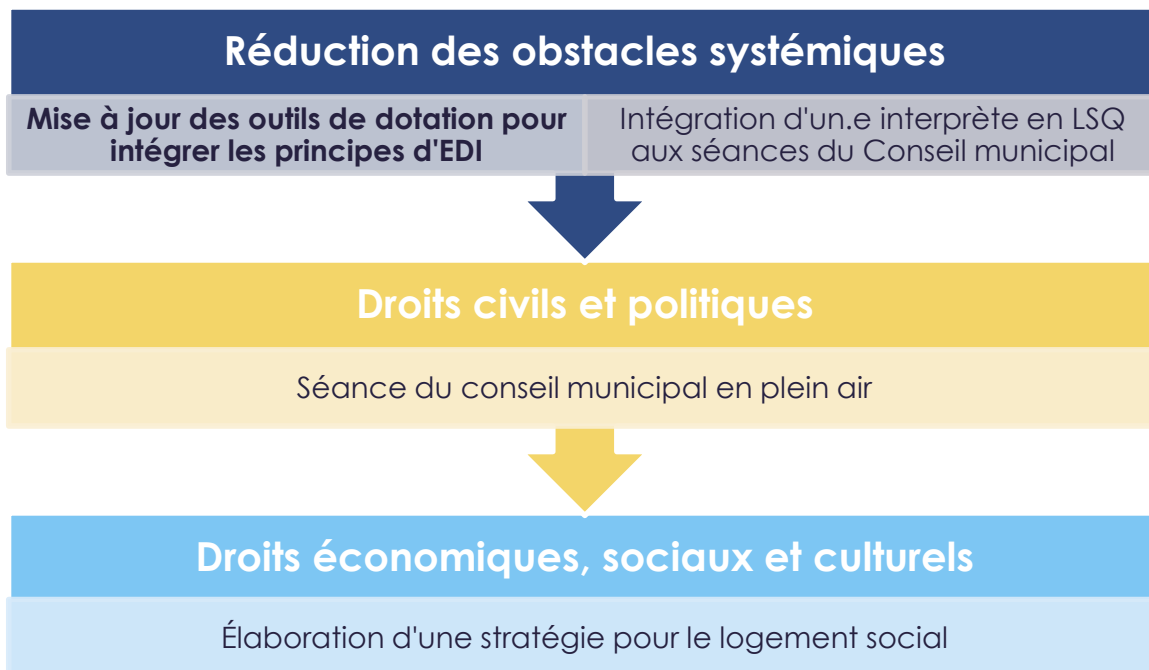 Réduction des obstacles systémiques
Mise à jour des outils de dotation pour
intégrer les principes d'EDI
Intégration d'un.e interprète en LSQ
aux séances du Conseil municipal
Droits civils et politiques
Séance du conseil municipal en plein air
Droits économiques, sociaux et culturels
Élaboration d'une stratégie pour le logement social